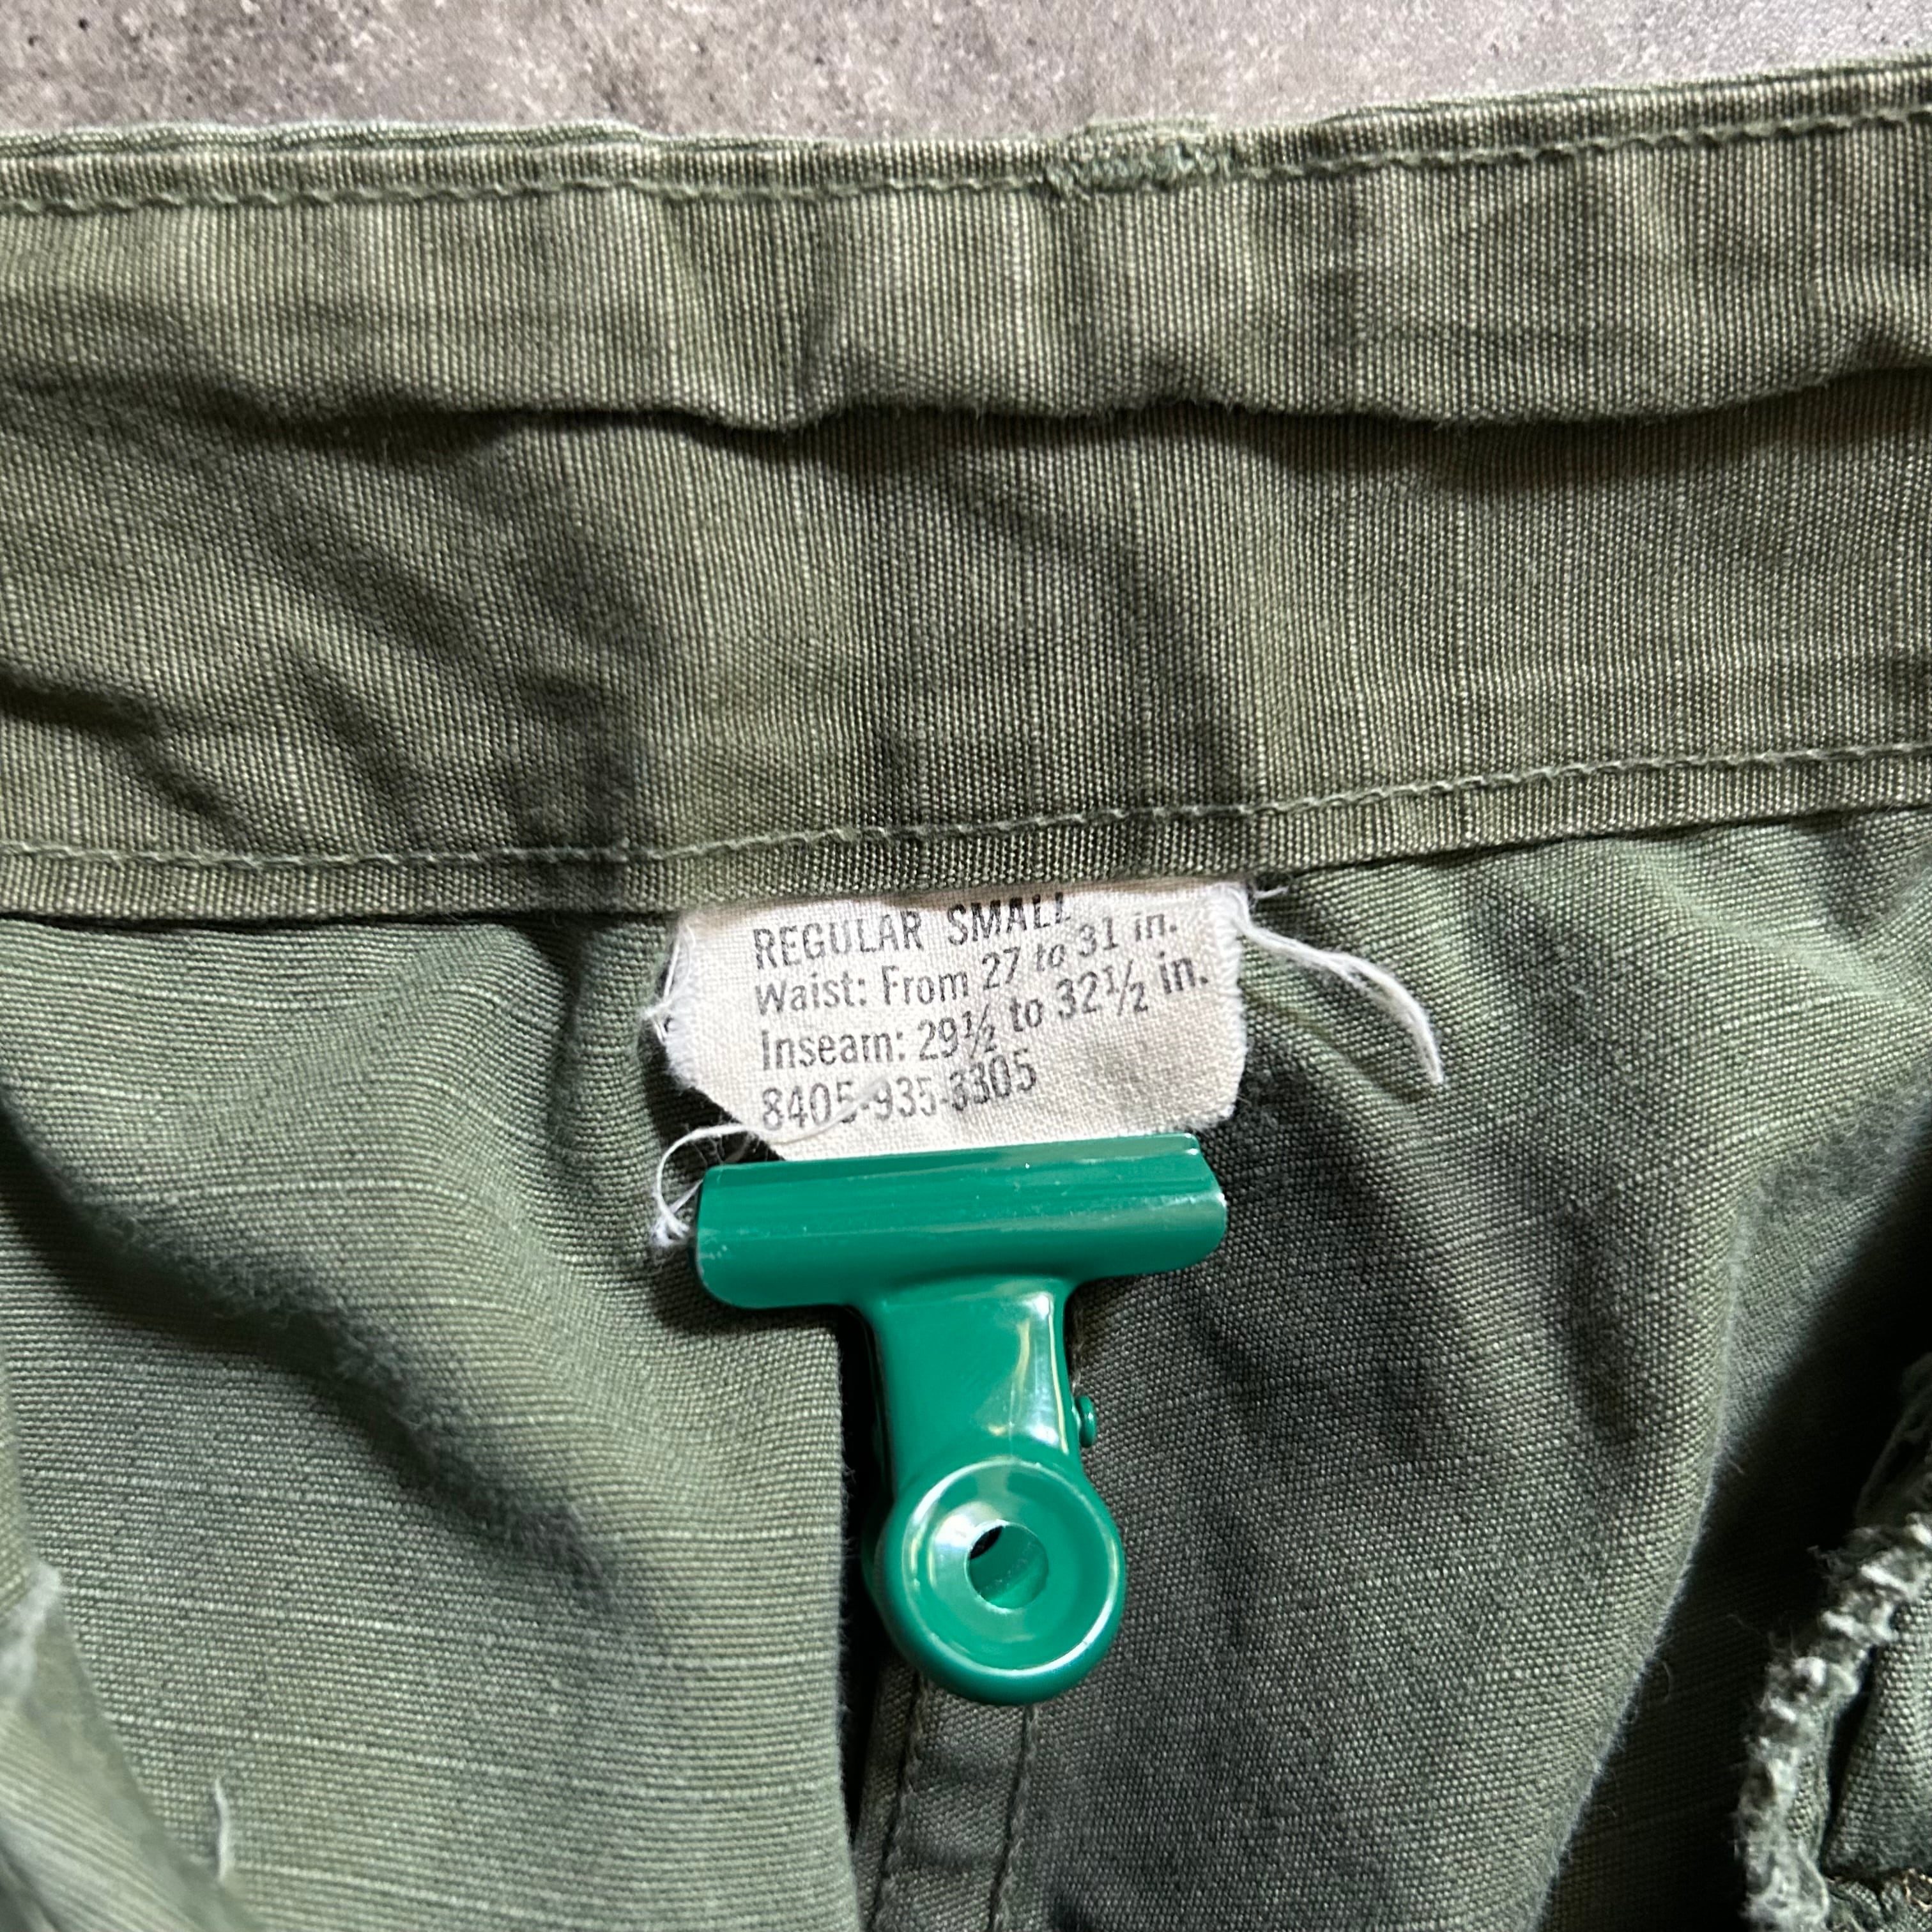 REGULAR SMALL
Waist: From 27 to 31 in.
Inseam: 29½ to 32½ in.
8405-935-3305